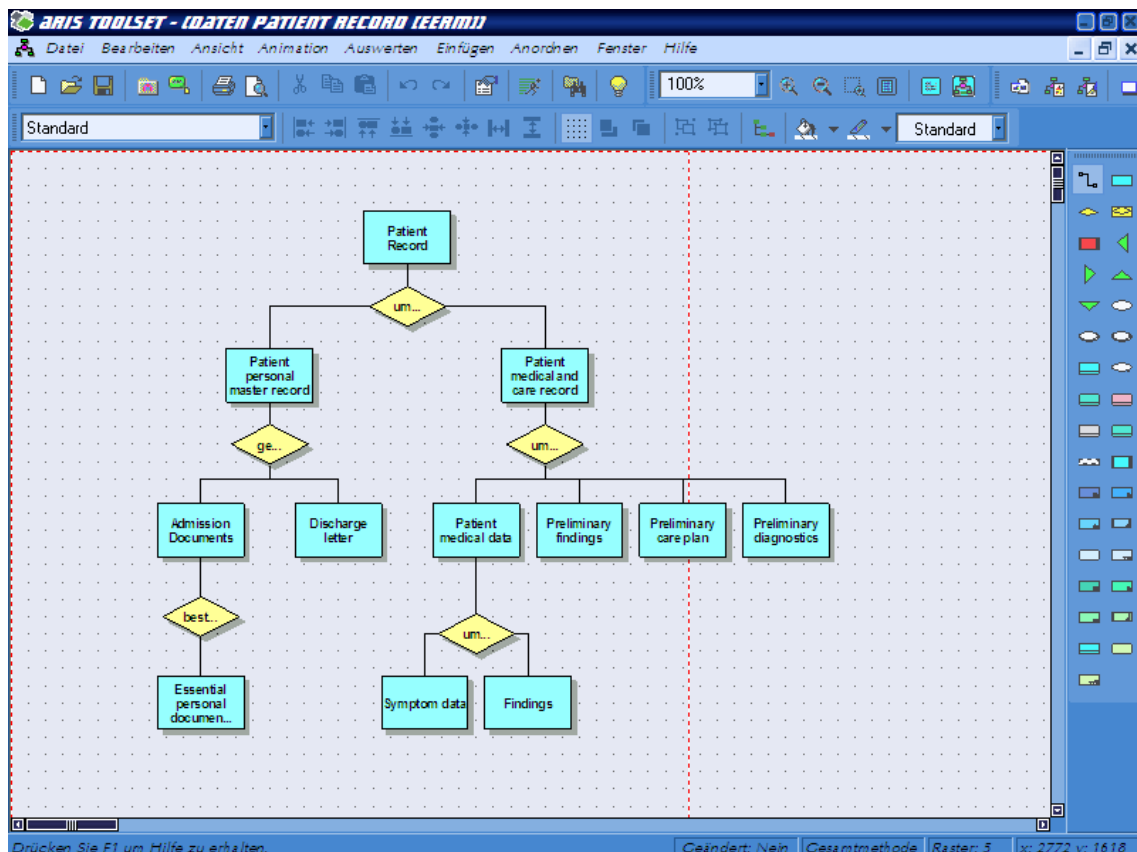 ARIS TOOLSET - [DATEN PATIENT RECORD (EERM)]
Datei Bearbeiten Ansicht Animation Auswerten Einfügen Anordnen Fenster Hilfe
100%
Standard
Standard
Patient
Record
um...
Patient
personal
master record
Patient
medical and
care record
ge...
um...
Admission
Documents
Discharge
letter
Patient
medical data
Preliminary
findings
Preliminary
care plan
Preliminary
diagnostics
best...
um...
Essential
personal
documen...
Symptom data
Findings
Drücken Sie F1 um Hilfe zu erhalten.
Geändert: Nein
Gesamtmethode
Raster: 5
x: 2772 y: 1618